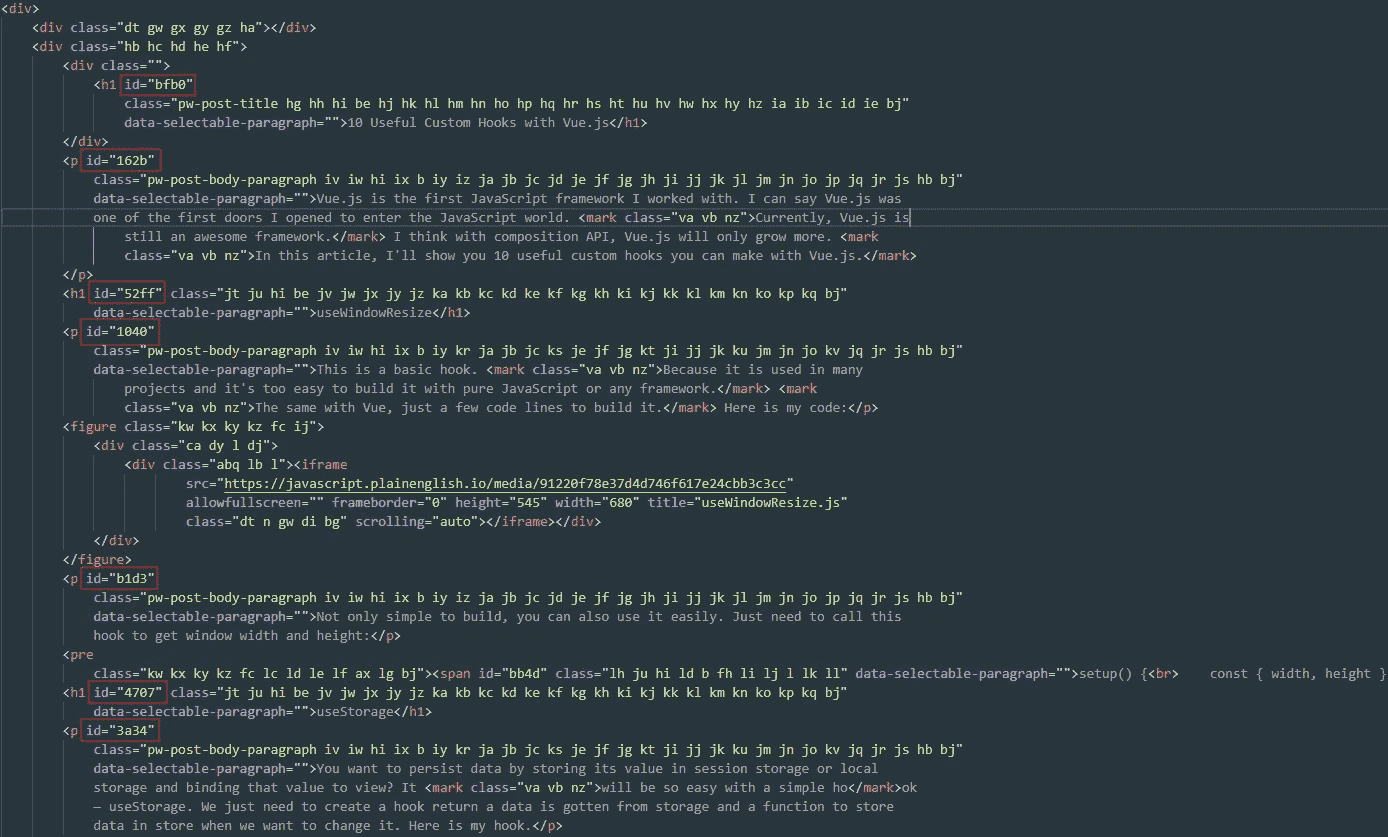 <div>
<div class="dt gw gx gy gz ha"></div>
<div class="hb hc hd he hf">
<div class="">
<h1 id="bfb0"
class="pw-post-title hg hh hi be hj hk hl hm hn ho hp hq hr hs ht hu hv hw hx hy hz ia ib ic id ie bj"
data-selectable-paragraph="">10 Useful Custom Hooks with Vue.js</h1>
</div>
<p id="162b"
class="pw-post-body-paragraph iv iw hi ix b iy iz ja jb jc jd je jf jg jh ji jj jk jl jm jn jo jp jq jr js hb bj"
data-selectable-paragraph="">Vue.js is the first JavaScript framework I worked with. I can say Vue.js was
one of the first doors I opened to enter the JavaScript world. <mark class="va vb nz">Currently, Vue.js is
still an awesome framework.</mark> I think with composition API, Vue.js will only grow more. <mark
class="va vb nz">In this article, I'll show you 10 useful custom hooks you can make with Vue.js.</mark>
</p>
<h1 id="52ff" class="jt ju hi be jv jw jx jy jz ka kb kc kd ke kf kg kh ki kj kk kl km kn ko kp kq bj"
data-selectable-paragraph="">useWindowResize</h1>
<p id="1040"
class="pw-post-body-paragraph iv iw hi ix b iy kr ja jb jc ks je jf jg kt ji jj jk ku jm jn jo kv jq jr js hb bj"
data-selectable-paragraph="">This is a basic hook. <mark class="va vb nz">Because it is used in many
projects and it's too easy to build it with pure JavaScript or any framework.</mark> <mark
class="va vb nz">The same with Vue, just a few code lines to build it.</mark> Here is my code:</p>
<figure class="kw kx ky kz fc ij">
<div class="ca dy l dj">
<div class="abq lb l"><iframe
src="https://javascript.plainenglish.io/media/91220f78e37d4d746f617e24cbb3c3cc"
allowfullscreen="" frameborder="0" height="545" width="680" title="useWindowResize.js"
class="dt n gw di bg" scrolling="auto"></iframe></div>
</div>
</figure>
<p id="b1d3"
class="pw-post-body-paragraph iv iw hi ix b iy iz ja jb jc jd je jf jg jh ji jj jk jl jm jn jo jp jq jr js hb bj"
data-selectable-paragraph="">Not only simple to build, you can also use it easily. Just need to call this
hook to get window width and height:</p>
<pre
class="kw kx ky kz fc lc ld le lf ax lg bj"><span id="bb4d" class="lh ju hi ld b fh li lj l lk ll" data-selectable-paragraph="">setup() {<br>    const { width, height }
<h1 id="4707" class="jt ju hi be jv jw jx jy jz ka kb kc kd ke kf kg kh ki kj kk kl km kn ko kp kq bj"
data-selectable-paragraph="">useStorage</h1>
<p id="3a34"
class="pw-post-body-paragraph iv iw hi ix b iy kr ja jb jc ks je jf jg kt ji jj jk ku jm jn jo kv jq jr js hb bj"
data-selectable-paragraph="">You want to persist data by storing its value in session storage or local
storage and binding that value to view? It <mark class="va vb nz">will be so easy with a simple ho</mark>ok
– useStorage. We just need to create a hook return a data is gotten from storage and a function to store
data in store when we want to change it. Here is my hook.</p>